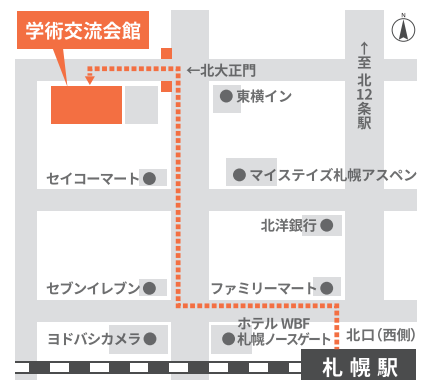 学術交流会館
N
←北大正門
↑至 北12条駅
東横イン
セイコーマート
マイステイズ札幌アスペン
北洋銀行
セブンイレブン
ファミリーマート
ホテル WBF
札幌ノースゲート
ヨドバシカメラ
北口(西側)
札幌駅